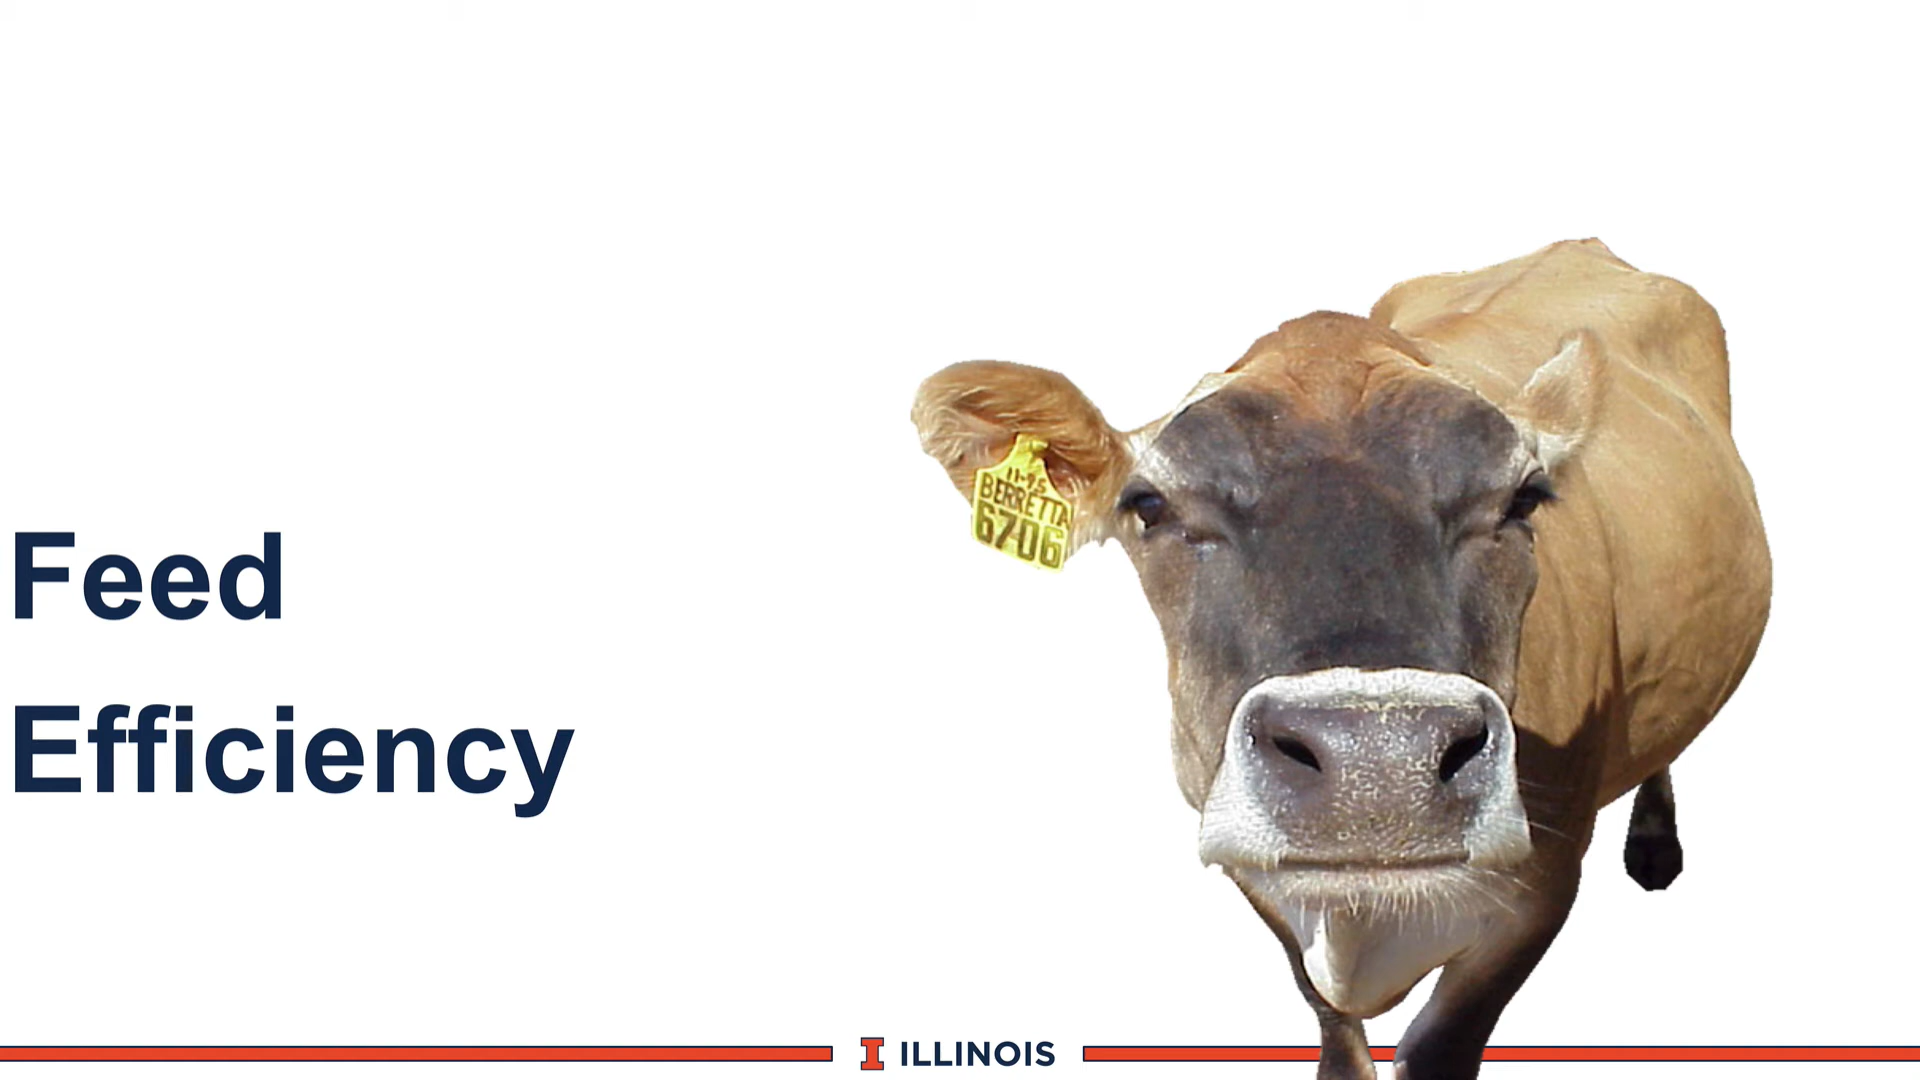 Feed
Efficiency
11-95
BERRETTA
6706
I ILLINOIS